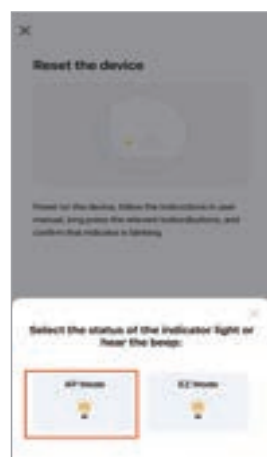 Reset the device
Power on the device, follow the instructions in user
manual, long press the relevant button/buttons, and
confirm that indicator is blinking.
Select the status of the indicator light or
hear the beep:
AP Mode
EZ Mode